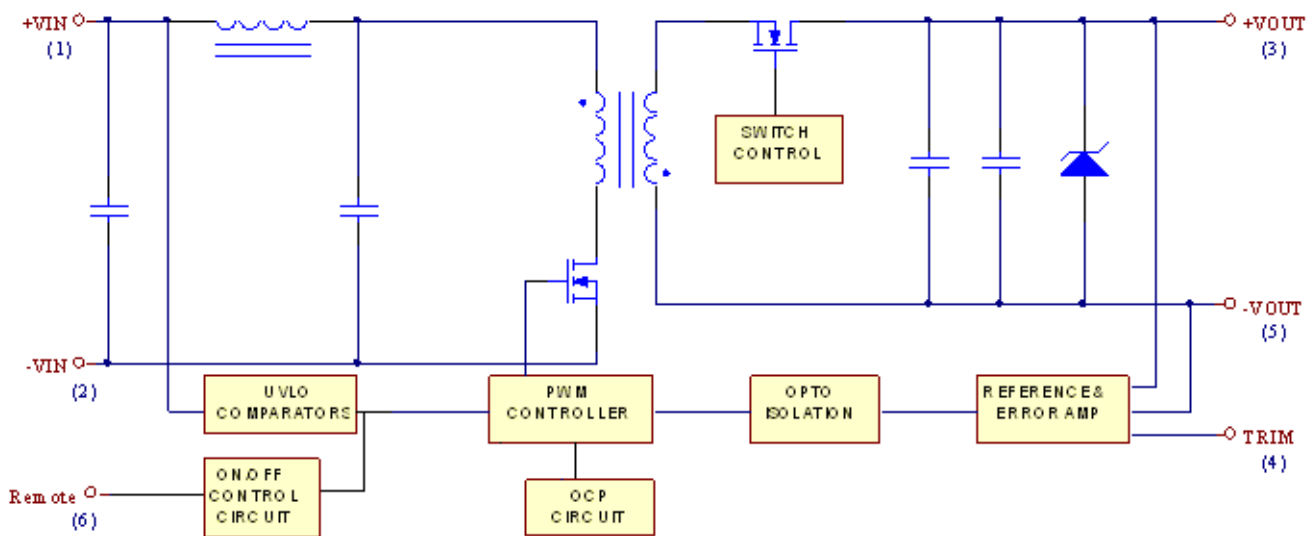 +VIN
(1)
+VOUT
(3)
SWITCH
CONTROL
-VOUT
(5)
-VIN
(2)
UVLO
COMPARATORS
PWM
CONTROLLER
OPTO
ISOLATION
REFERENCE&
ERROR AMP
TRIM
(4)
Remote
(6)
ON/OFF
CONTROL
CIRCUIT
OCP
CIRCUIT